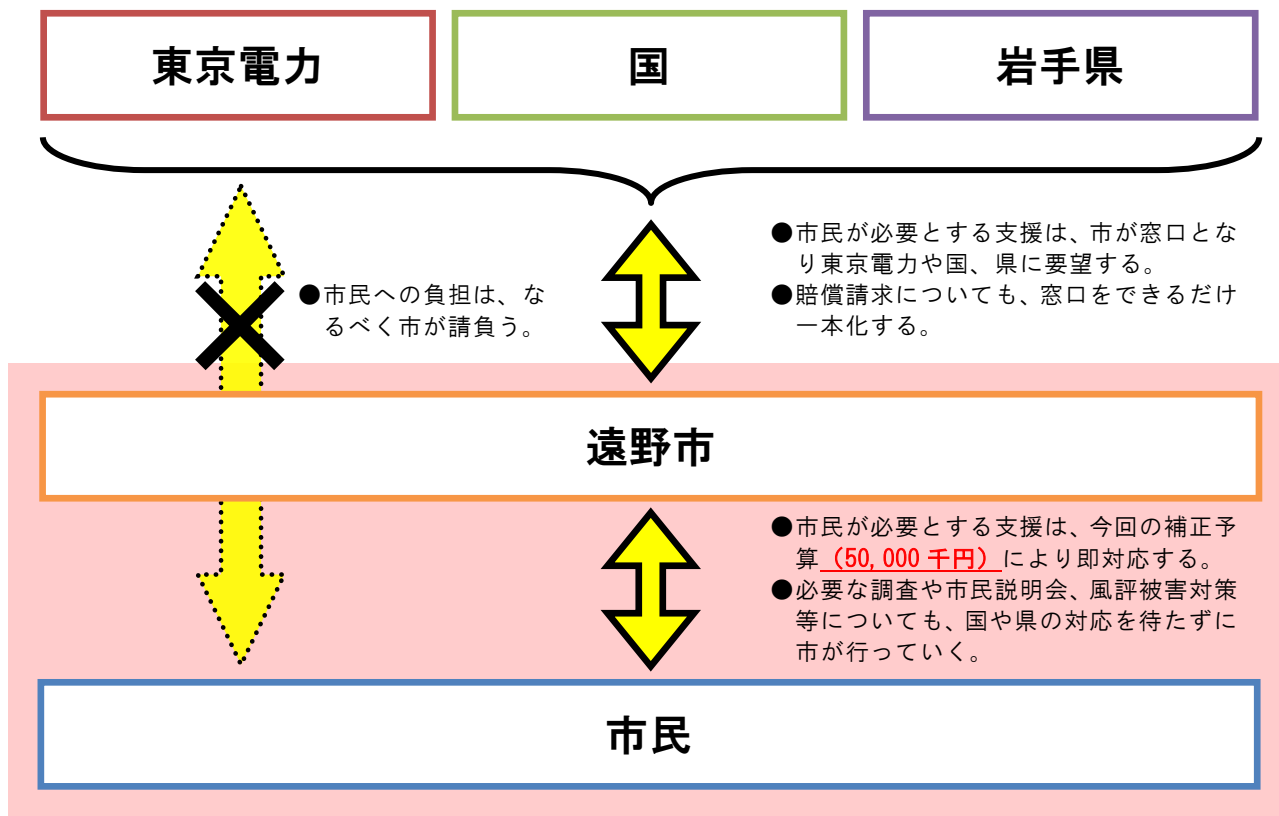 東京電力
国
岩手県
●市民への負担は、な
るべく市が請負う。
●市民が必要とする支援は、市が窓口とな
り東京電力や国、県に要望する。
●賠償請求についても、窓口をできるだけ
一本化する。
遠野市
●市民が必要とする支援は、今回の補正予
算（50,000 千円）により即対応する。
●必要な調査や市民説明会、風評被害対策
等についても、国や県の対応を待たずに
市が行っていく。
市民